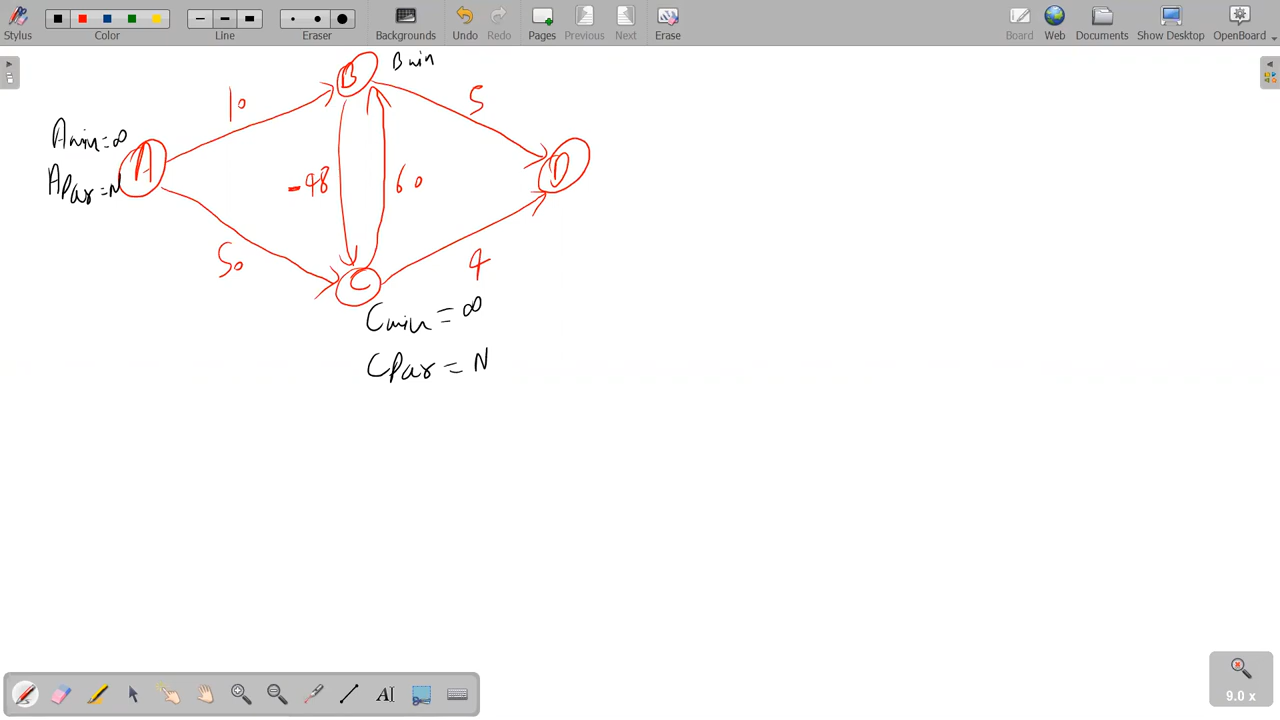 Stylus
Color
Line
Eraser
Backgrounds
Undo
Redo
Pages
Previous
Next
Erase
Board
Web
Documents
Show Desktop
OpenBoard
B
Bmin
10
5
Amin=∞
A
APar=N
D
-48
60
50
4
C
Cmin=∞
CPar=N
AI
9.0 x